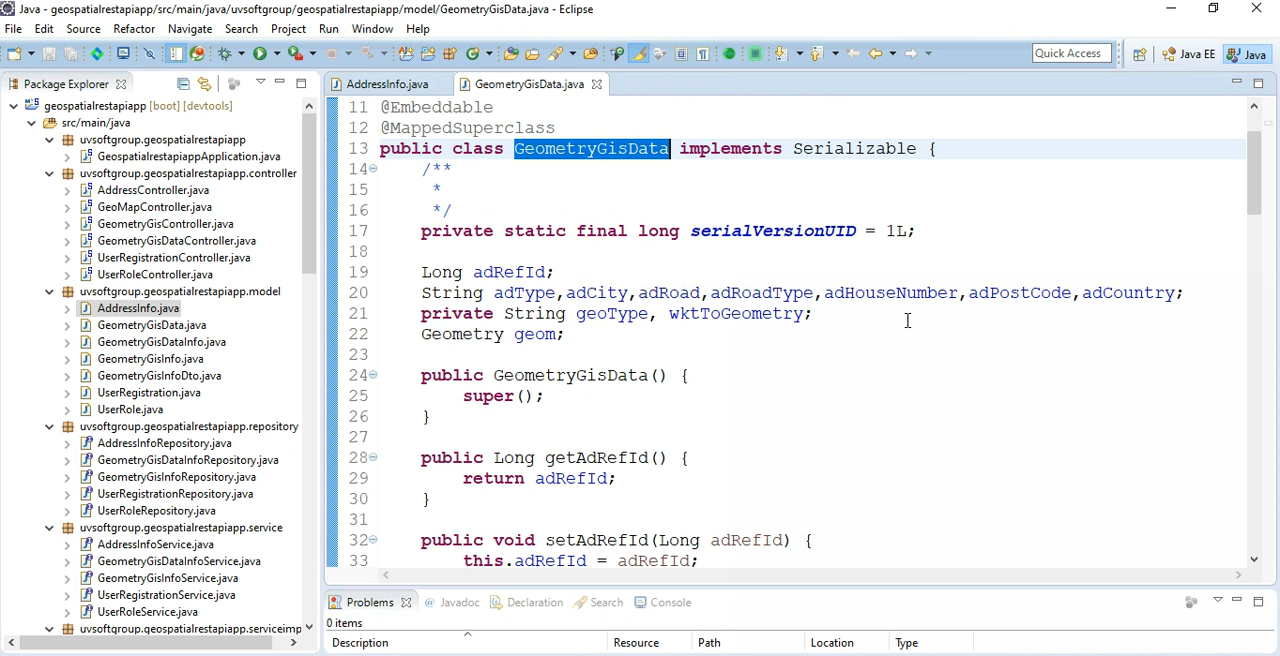 Java - geospatialrestapiapp/src/main/java/uvsoftgroup/geospatialrestapiapp/model/GeometryGisData.java - Eclipse
File Edit Source Refactor Navigate Search Project Run Window Help
Quick Access Java EE Java
Package Explorer
geospatialrestapiapp [boot] [devtools]
src/main/java
uvsoftgroup.geospatialrestapiapp
GeospatialrestapiappApplication.java
uvsoftgroup.geospatialrestapiapp.controller
AddressController.java
GeoMapController.java
GeometryGisController.java
GeometryGisDataController.java
UserRegistrationController.java
UserRoleController.java
uvsoftgroup.geospatialrestapiapp.model
AddressInfo.java
GeometryGisData.java
GeometryGisDataInfo.java
GeometryGisInfo.java
GeometryGisInfoDto.java
UserRegistration.java
UserRole.java
uvsoftgroup.geospatialrestapiapp.repository
AddressInfoRepository.java
GeometryGisDataInfoRepository.java
GeometryGisInfoRepository.java
UserRegistrationRepository.java
UserRoleRepository.java
uvsoftgroup.geospatialrestapiapp.service
AddressInfoService.java
GeometryGisDataInfoService.java
GeometryGisInfoService.java
UserRegistrationService.java
UserRoleService.java
uvsoftgroup.geospatialrestapiapp.serviceimp
AddressInfo.java GeometryGisData.java
11 @Embeddable
12 @MappedSuperclass
13 public class GeometryGisData implements Serializable {
14 /**
15 *
16 */
17 private static final long serialVersionUID = 1L;
18
19 Long adRefId;
20 String adType,adCity,adRoad,adRoadType,adHouseNumber,adPostCode,adCountry;
21 private String geoType, wktToGeometry;
22 Geometry geom;
23
24 public GeometryGisData() {
25 super();
26 }
27
28 public Long getAdRefId() {
29 return adRefId;
30 }
31
32 public void setAdRefId(Long adRefId) {
33 this.adRefId = adRefId;
Problems Javadoc Declaration Search Console
0 items
Description Resource Path Location Type